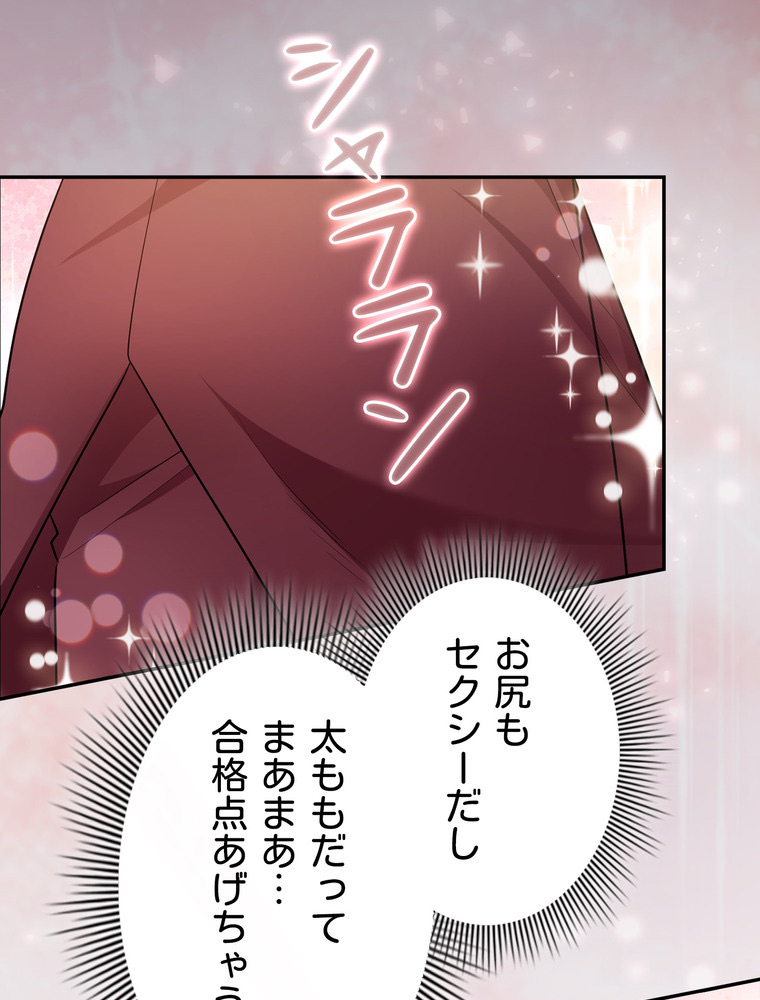 シャララン
お尻も
セクシーだし
太ももだって
まあまあ…
合格点あげちゃう